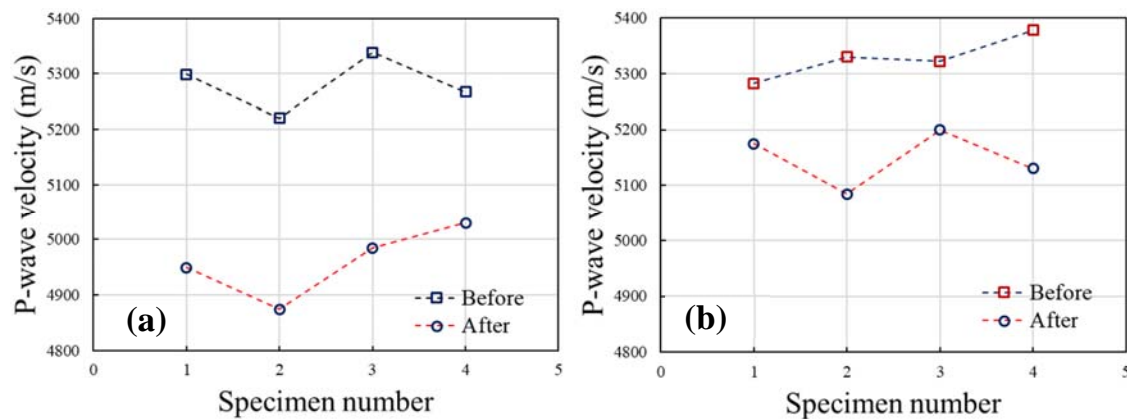 P-wave velocity (m/s)
5400
5300
5200
5100
5000
4900
4800
(a)
Before
After
0
1
2
3
4
5
Specimen number
P-wave velocity (m/s)
5400
5300
5200
5100
5000
4900
4800
(b)
Before
After
0
1
2
3
4
5
Specimen number